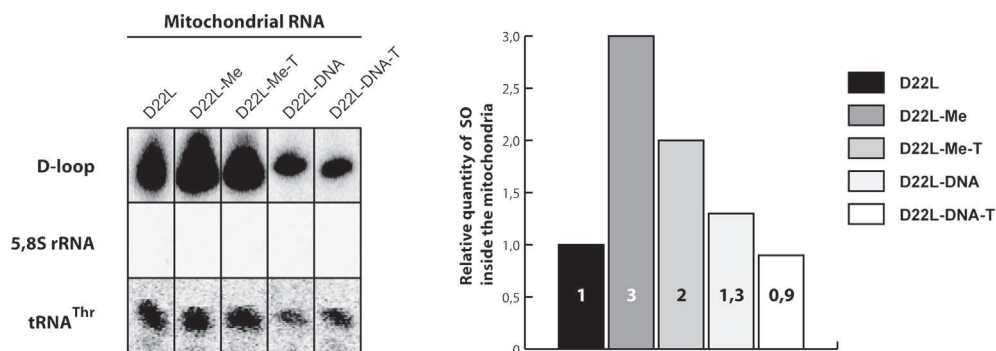 Mitochondrial RNA
D22L
D22L-Me
D22L-Me-T
D22L-DNA
D22L-DNA-T
D-loop
5,8S rRNA
tRNAThr
Relative quantity of SO
inside the mitochondria
3,0
2,5
2,0
1,5
1,0
0,5
0
1
3
2
1,3
0,9
D22L
D22L-Me
D22L-Me-T
D22L-DNA
D22L-DNA-T